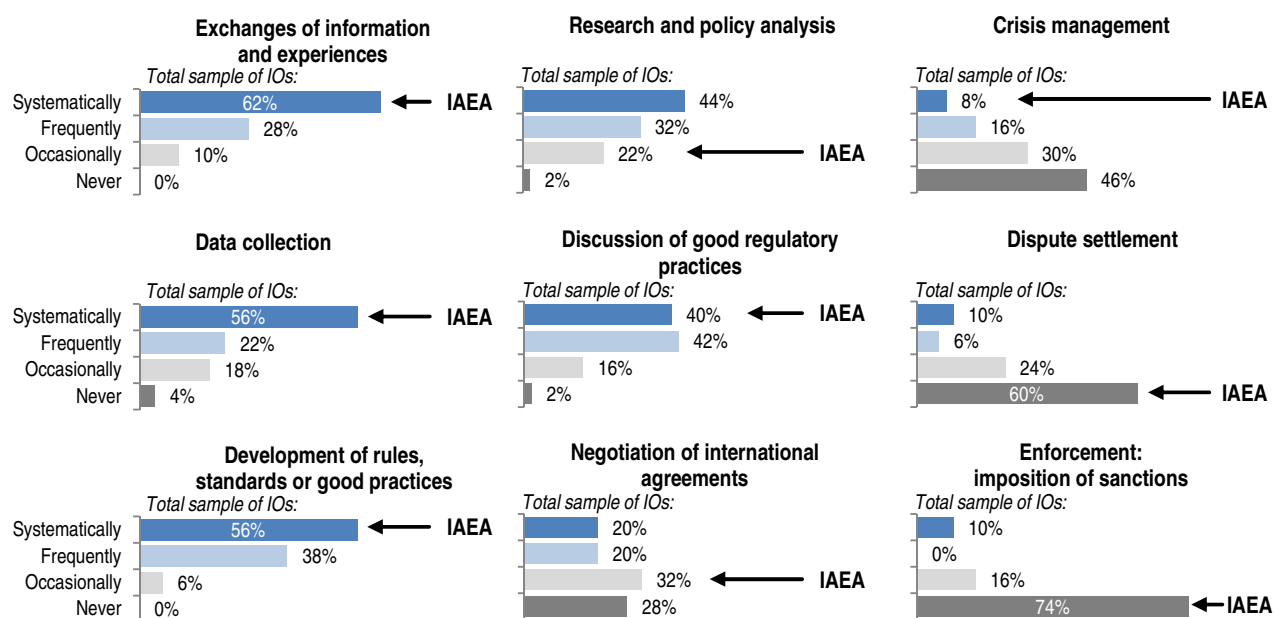 Exchanges of information
and experiences
Total sample of IOs:
Systematically 62% IAEA
Frequently 28%
Occasionally 10%
Never 0%
Research and policy analysis
Total sample of IOs:
44%
32%
22% IAEA
2%
Crisis management
Total sample of IOs:
8% IAEA
16%
30%
46%
Data collection
Total sample of IOs:
Systematically 56% IAEA
Frequently 22%
Occasionally 18%
Never 4%
Discussion of good regulatory
practices
Total sample of IOs:
40% IAEA
42%
16%
2%
Dispute settlement
Total sample of IOs:
10%
6%
24%
60% IAEA
Development of rules,
standards or good practices
Total sample of IOs:
Systematically 56% IAEA
Frequently 38%
Occasionally 6%
Never 0%
Negotiation of international
agreements
Total sample of IOs:
20%
20%
32% IAEA
28%
Enforcement:
imposition of sanctions
Total sample of IOs:
10%
0%
16%
74% IAEA